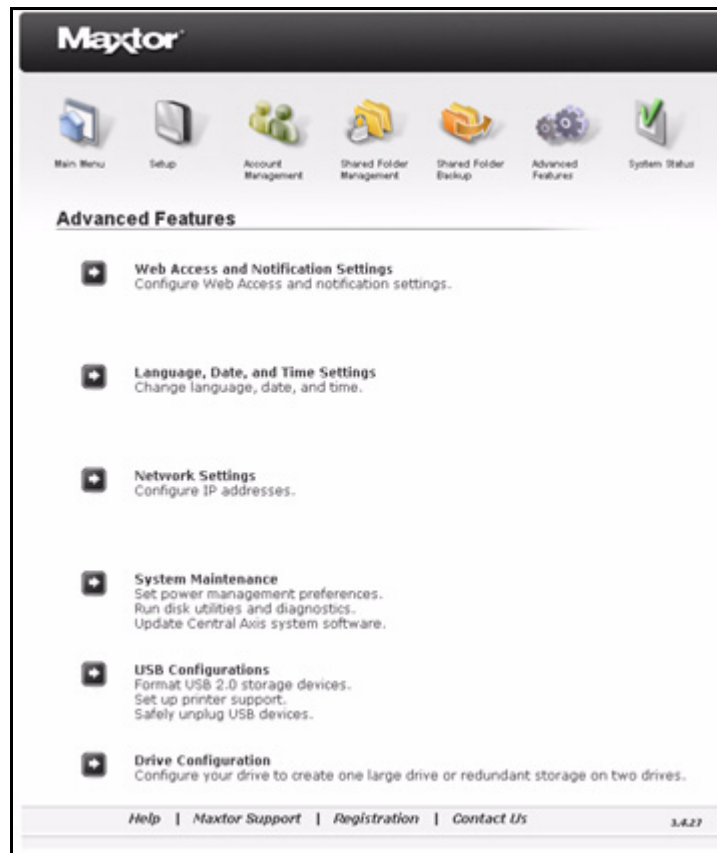 Maxtor
Main Menu
Setup
Account Management
Shared Folder Management
Shared Folder Backup
Advanced Features
System Status
Advanced Features
Web Access and Notification Settings
Configure Web Access and notification settings.
Language, Date, and Time Settings
Change language, date, and time.
Network Settings
Configure IP addresses.
System Maintenance
Set power management preferences.
Run disk utilities and diagnostics.
Update Central Axis system software.
USB Configurations
Format USB 2.0 storage devices.
Set up printer support.
Safely unplug USB devices.
Drive Configuration
Configure your drive to create one large drive or redundant storage on two drives.
Help | Maxtor Support | Registration | Contact Us
3.4.27